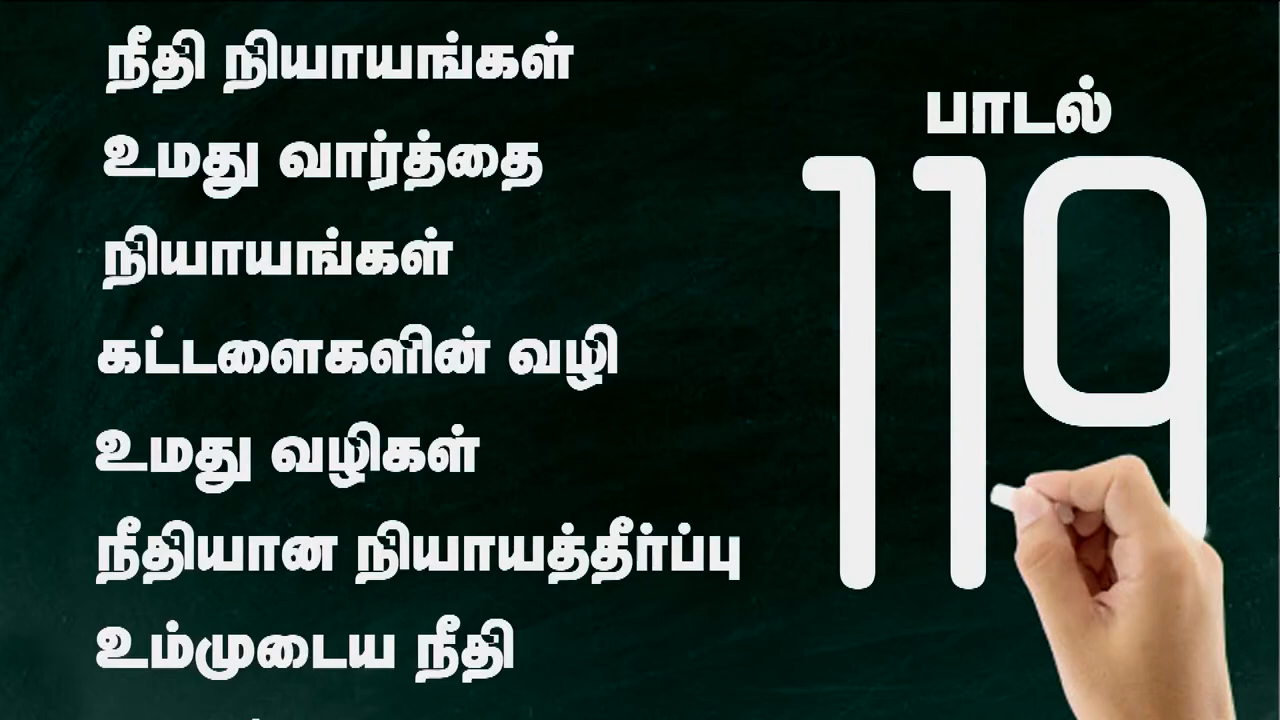 நீதி நியாயங்கள்
உமது வார்த்தை
நியாயங்கள்
கட்டளைகளின் வழி
உமது வழிகள்
நீதியான நியாயத்தீர்ப்பு
உம்முடைய நீதி
பாடல்
119